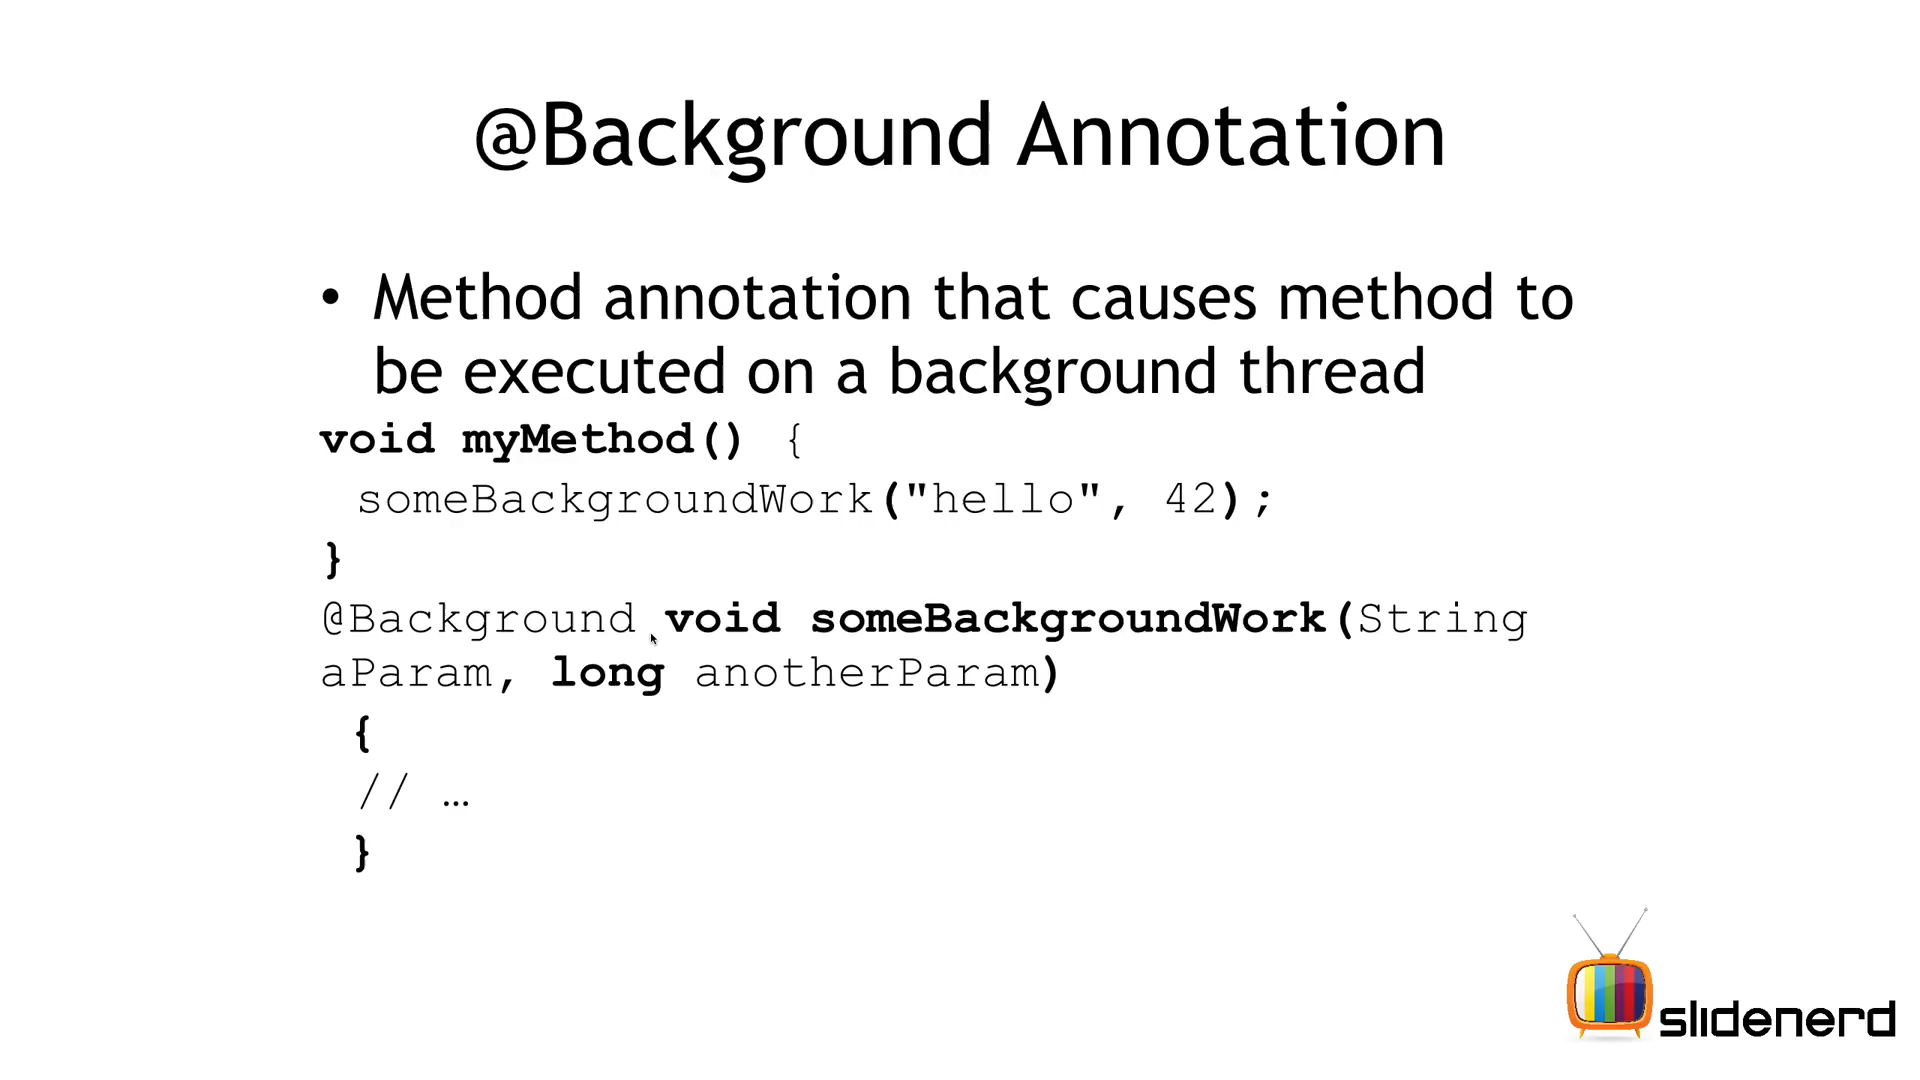 @Background Annotation
• Method annotation that causes method to
be executed on a background thread
void myMethod() {
someBackgroundWork("hello", 42);
}
@Background void someBackgroundWork(String
aParam, long anotherParam)
{
// …
}
slidenerd